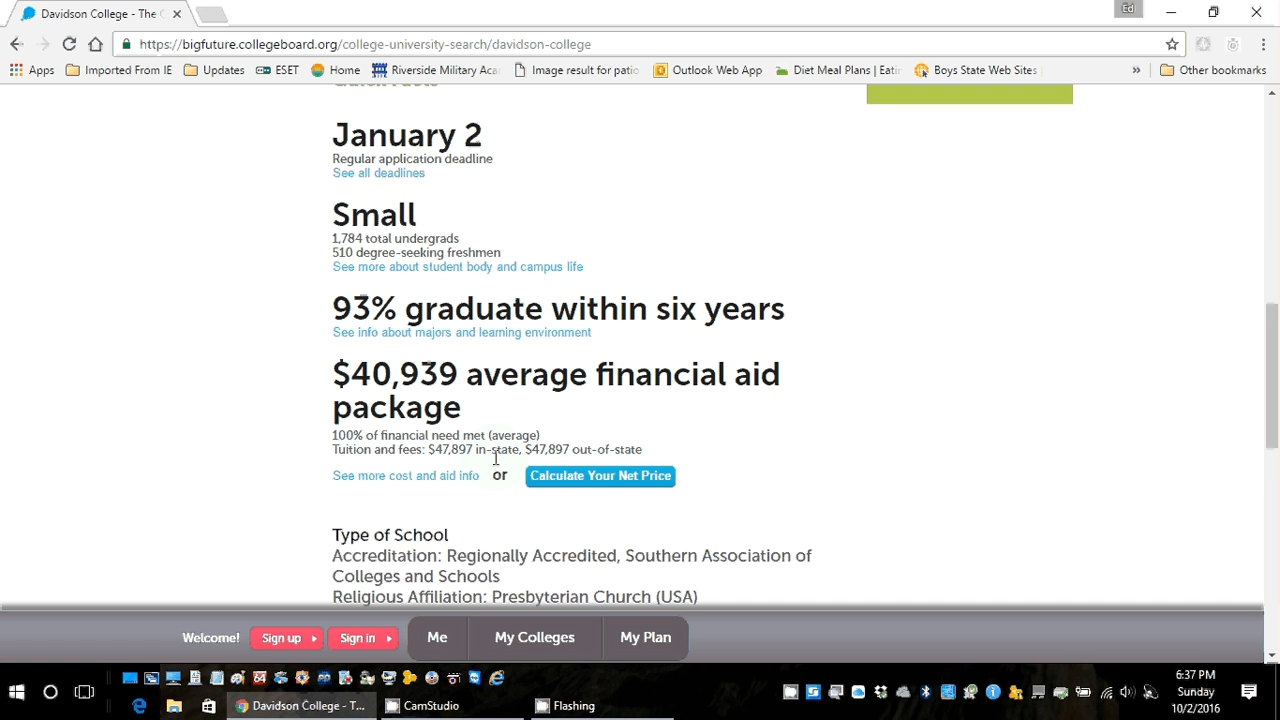 Davidson College - The C
Ed
https://bigfuture.collegeboard.org/college-university-search/davidson-college
Apps Imported From IE Updates ESET Home Riverside Military Aca Image result for patio Outlook Web App Diet Meal Plans | Eatin Boys State Web Sites » Other bookmarks
Quick Facts
January 2
Regular application deadline
See all deadlines
Small
1,784 total undergrads
510 degree-seeking freshmen
See more about student body and campus life
93% graduate within six years
See info about majors and learning environment
$40,939 average financial aid
package
100% of financial need met (average)
Tuition and fees: $47,897 in-state, $47,897 out-of-state
See more cost and aid info or Calculate Your Net Price
Type of School
Accreditation: Regionally Accredited, Southern Association of
Colleges and Schools
Religious Affiliation: Presbyterian Church (USA)
Welcome! Sign up Sign in Me My Colleges My Plan
6:37 PM
Sunday
10/2/2016
Davidson College - T... CamStudio Flashing